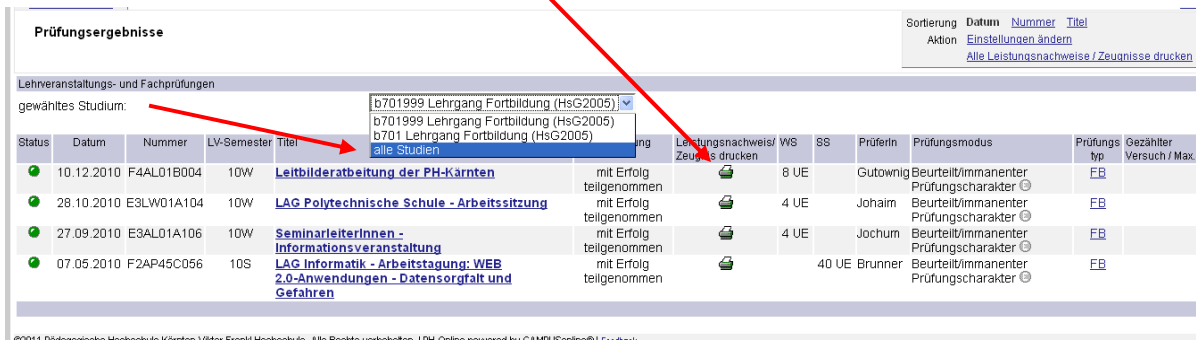 Prüfungsergebnisse
Sortierung Datum Nummer Titel
Aktion Einstellungen ändern
Alle Leistungsnachweise / Zeugnisse drucken
Lehrveranstaltungs- und Fachprüfungen
gewähltes Studium: b701999 Lehrgang Fortbildung (HsG2005)
b701999 Lehrgang Fortbildung (HsG2005)
b701 Lehrgang Fortbildung (HsG2005)
alle Studien
Status Datum Nummer LV-Semester Titel Leistungsnachweis/ WS SS PrüferIn Prüfungsmodus Prüfungs Gezählter
drucken typ Versuch / Max.
10.12.2010 F4AL01B004 10W Leitbilderatbeitung der PH-Kärnten mit Erfolg 8 UE Gutownig Beurteilt/immanenter FB
teilgenommen Prüfungscharakter
28.10.2010 E3LW01A104 10W LAG Polytechnische Schule - Arbeitssitzung mit Erfolg 4 UE Johaim Beurteilt/immanenter FB
teilgenommen Prüfungscharakter
27.09.2010 E3AL01A106 10W SeminarleiterInnen - mit Erfolg 4 UE Jochum Beurteilt/immanenter FB
Informationsveranstaltung teilgenommen Prüfungscharakter
07.05.2010 F2AP45C056 10S LAG Informatik - Arbeitstagung: WEB mit Erfolg 40 UE Brunner Beurteilt/immanenter FB
2.0-Anwendungen - Datensorgfalt und teilgenommen Prüfungscharakter
Gefahren